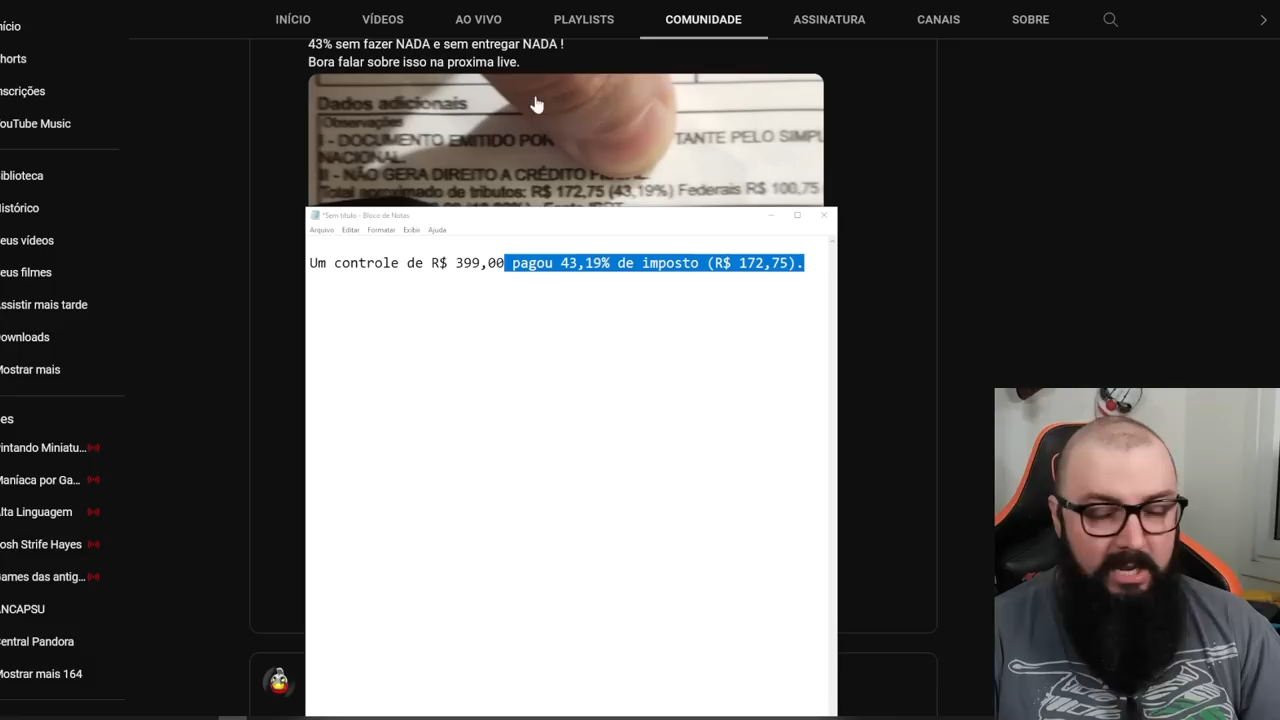 INÍCIO VÍDEOS AO VIVO PLAYLISTS COMUNIDADE ASSINATURA CANAIS SOBRE
nício
horts
nscrições
ouTube Music
iblioteca
istórico
eus vídeos
eus filmes
ssistir mais tarde
ownloads
Mostrar mais
es
intando Miniatu...
Maníaca por Ga...
lta Linguagem
osh Strife Hayes
ames das antig...
NCAPSU
entral Pandora
Mostrar mais 164
43% sem fazer NADA e sem entregar NADA !
Bora falar sobre isso na proxima live.
Dados adicionais
Observações
I - DOCUMENTO EMITIDO POR TANTE PELO SIMPL
NACIONAL.
II - NÃO GERA DIREITO A CRÉDITO
Total aproximado de tributos: R$ 172,75 (43,19%) Federais R$ 100,75
*Sem título - Bloco de Notas
Arquivo Editar Formatar Exibir Ajuda
Um controle de R$ 399,00 pagou 43,19% de imposto (R$ 172,75).